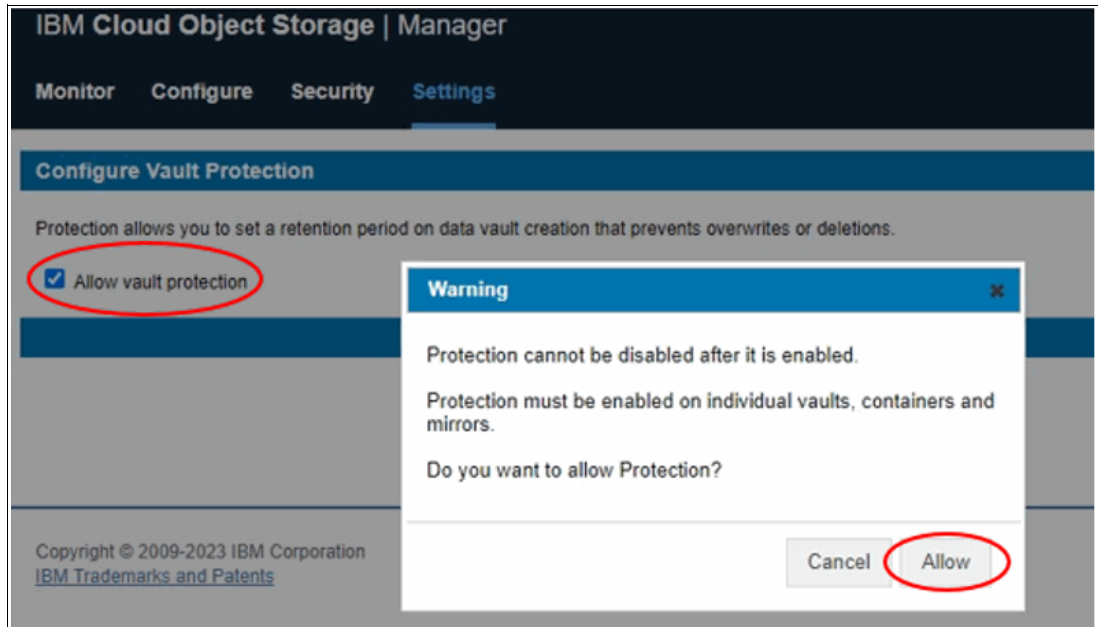 IBM Cloud Object Storage | Manager
Monitor Configure Security Settings
Configure Vault Protection
Protection allows you to set a retention period on data vault creation that prevents overwrites or deletions.
Allow vault protection
Warning
Protection cannot be disabled after it is enabled.
Protection must be enabled on individual vaults, containers and
mirrors.
Do you want to allow Protection?
Cancel Allow
Copyright © 2009-2023 IBM Corporation
IBM Trademarks and Patents